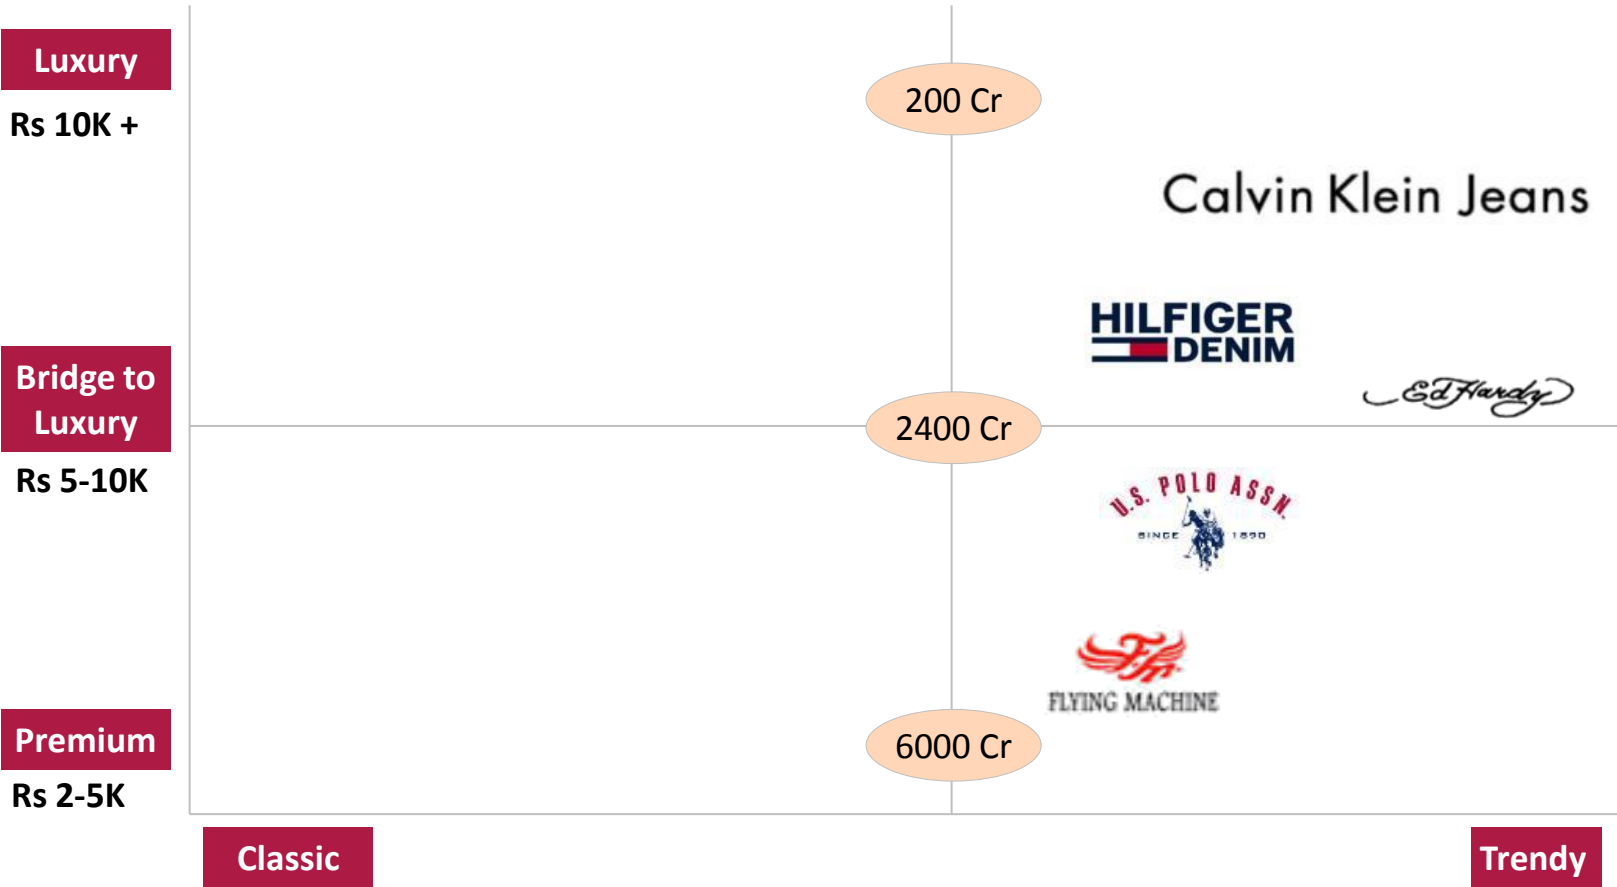 Luxury
Rs 10K +
200 Cr
Calvin Klein Jeans
HILFIGER
DENIM
Bridge to
Luxury
Ed Hardy
2400 Cr
Rs 5-10K
U.S. POLO ASSN.
SINCE 1890
FLYING MACHINE
Premium
6000 Cr
Rs 2-5K
Classic
Trendy